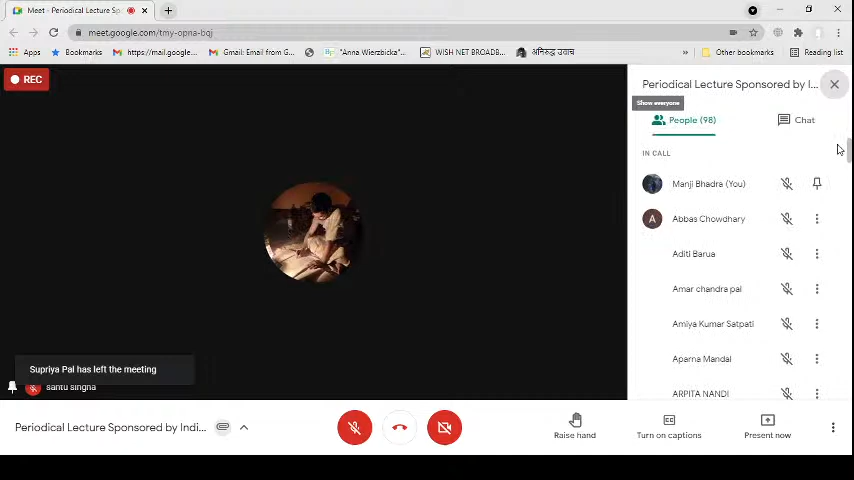 Meet - Periodical Lecture Spons
meet.google.com/tmy-opna-bqj
Apps
Bookmarks
https://mail.google...
Gmail: Email from G...
"Anna Wierzbicka"...
WISH NET BROADB...
अनिरुद्ध उवाच
»
Other bookmarks
Reading list
REC
Periodical Lecture Sponsored by I...
Show everyone
People (98)
Chat
IN CALL
Manji Bhadra (You)
A
Abbas Chowdhary
Aditi Barua
Amar chandra pal
Amiya Kumar Satpati
Aparna Mandal
ARPITA NANDI
Supriya Pal has left the meeting
santu singha
Periodical Lecture Sponsored by Indi...
Raise hand
Turn on captions
Present now